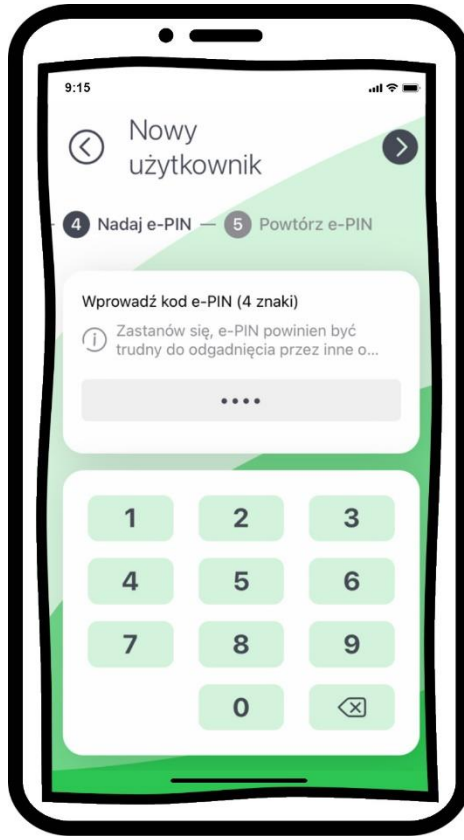 9:15
Nowy
użytkownik
4 Nadaj e-PIN — 5 Powtórz e-PIN
Wprowadź kod e-PIN (4 znaki)
Zastanów się, e-PIN powinien być
trudny do odgadnięcia przez inne o...
••••
1 2 3
4 5 6
7 8 9
0